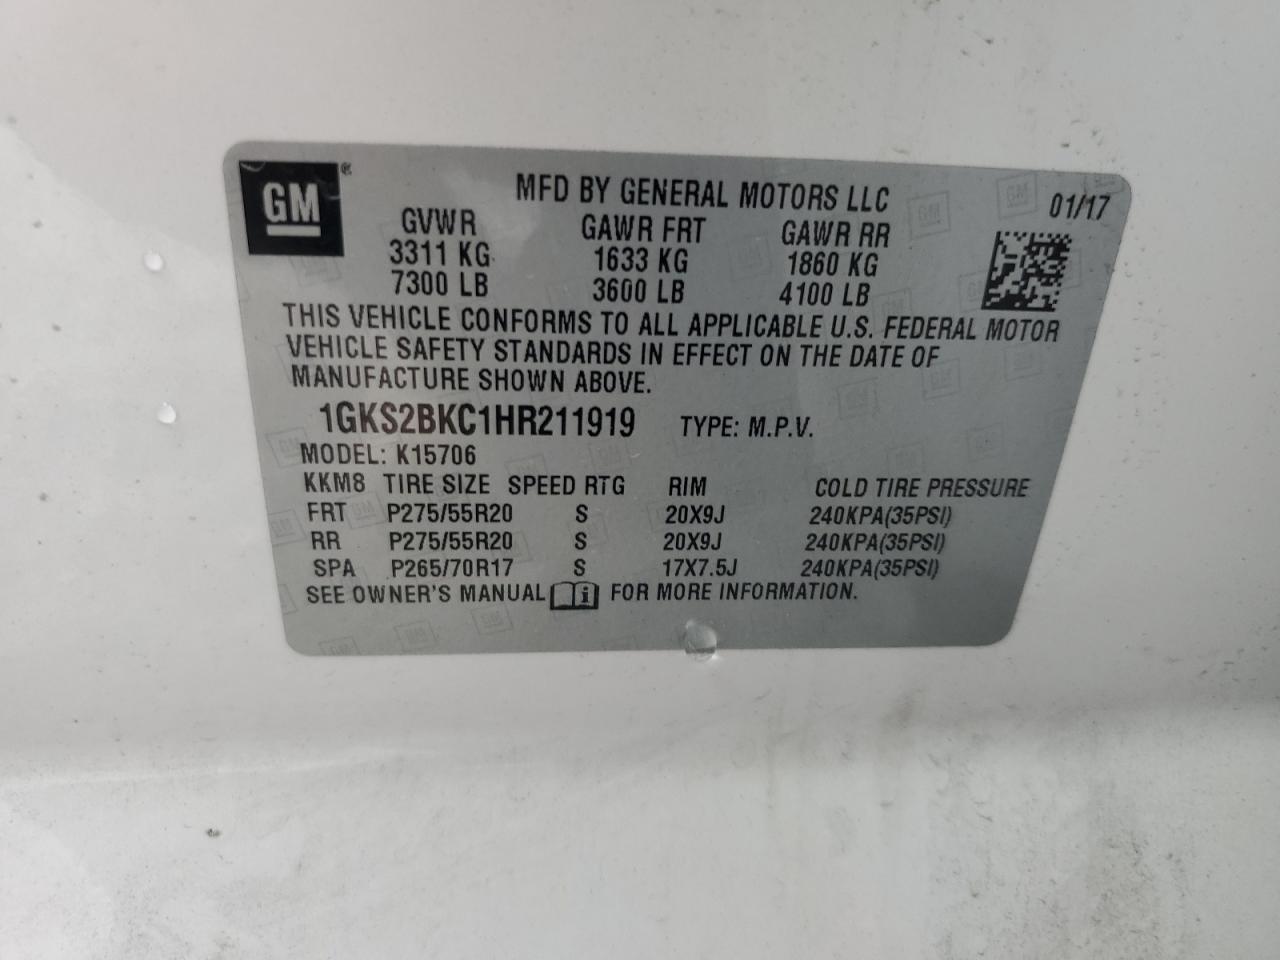 GM ®
MFD BY GENERAL MOTORS LLC 01/17
GVWR GAWR FRT GAWR RR
3311 KG 1633 KG 1860 KG
7300 LB 3600 LB 4100 LB
THIS VEHICLE CONFORMS TO ALL APPLICABLE U.S. FEDERAL MOTOR
VEHICLE SAFETY STANDARDS IN EFFECT ON THE DATE OF
MANUFACTURE SHOWN ABOVE.
1GKS2BKC1HR211919 TYPE: M.P.V.
MODEL: K15706
KKM8 TIRE SIZE SPEED RTG RIM COLD TIRE PRESSURE
FRT P275/55R20 S 20X9J 240KPA(35PSI)
RR P275/55R20 S 20X9J 240KPA(35PSI)
SPA P265/70R17 S 17X7.5J 240KPA(35PSI)
SEE OWNER'S MANUAL i FOR MORE INFORMATION.